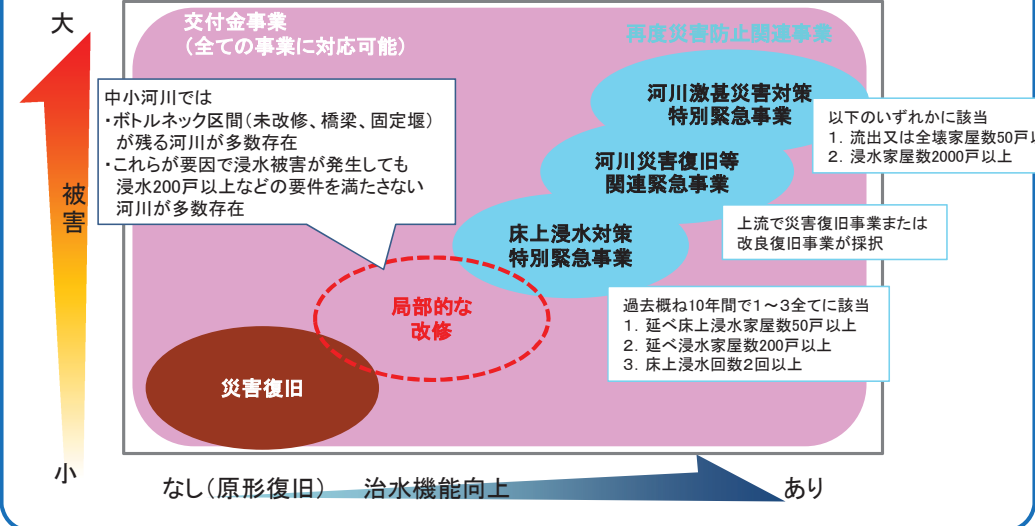 大
交付金事業
(全ての事業に対応可能)
再度災害防止関連事業
中小河川では
・ボトルネック区間(未改修、橋梁、固定堰)
が残る河川が多数存在
・これらが要因で浸水被害が発生しても
浸水200戸以上などの要件を満たさない
河川が多数存在
河川激甚災害対策
特別緊急事業
以下のいずれかに該当
1. 流出又は全壊家屋数50戸以
2. 浸水家屋数2000戸以上
河川災害復旧等
関連緊急事業
被害
床上浸水対策
特別緊急事業
上流で災害復旧事業または
改良復旧事業が採択
局部的な
改修
過去概ね10年間で1～3全てに該当
1. 延べ床上浸水家屋数50戸以上
2. 延べ浸水家屋数200戸以上
3. 床上浸水回数2回以上
災害復旧
小
なし(原形復旧) 治水機能向上 あり